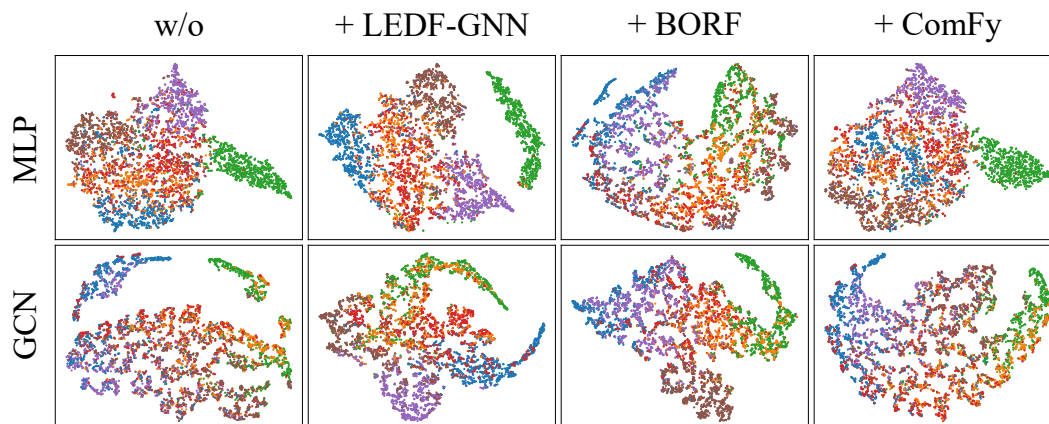 w/o + LEDF-GNN + BORF + ComFy
MLP
GCN